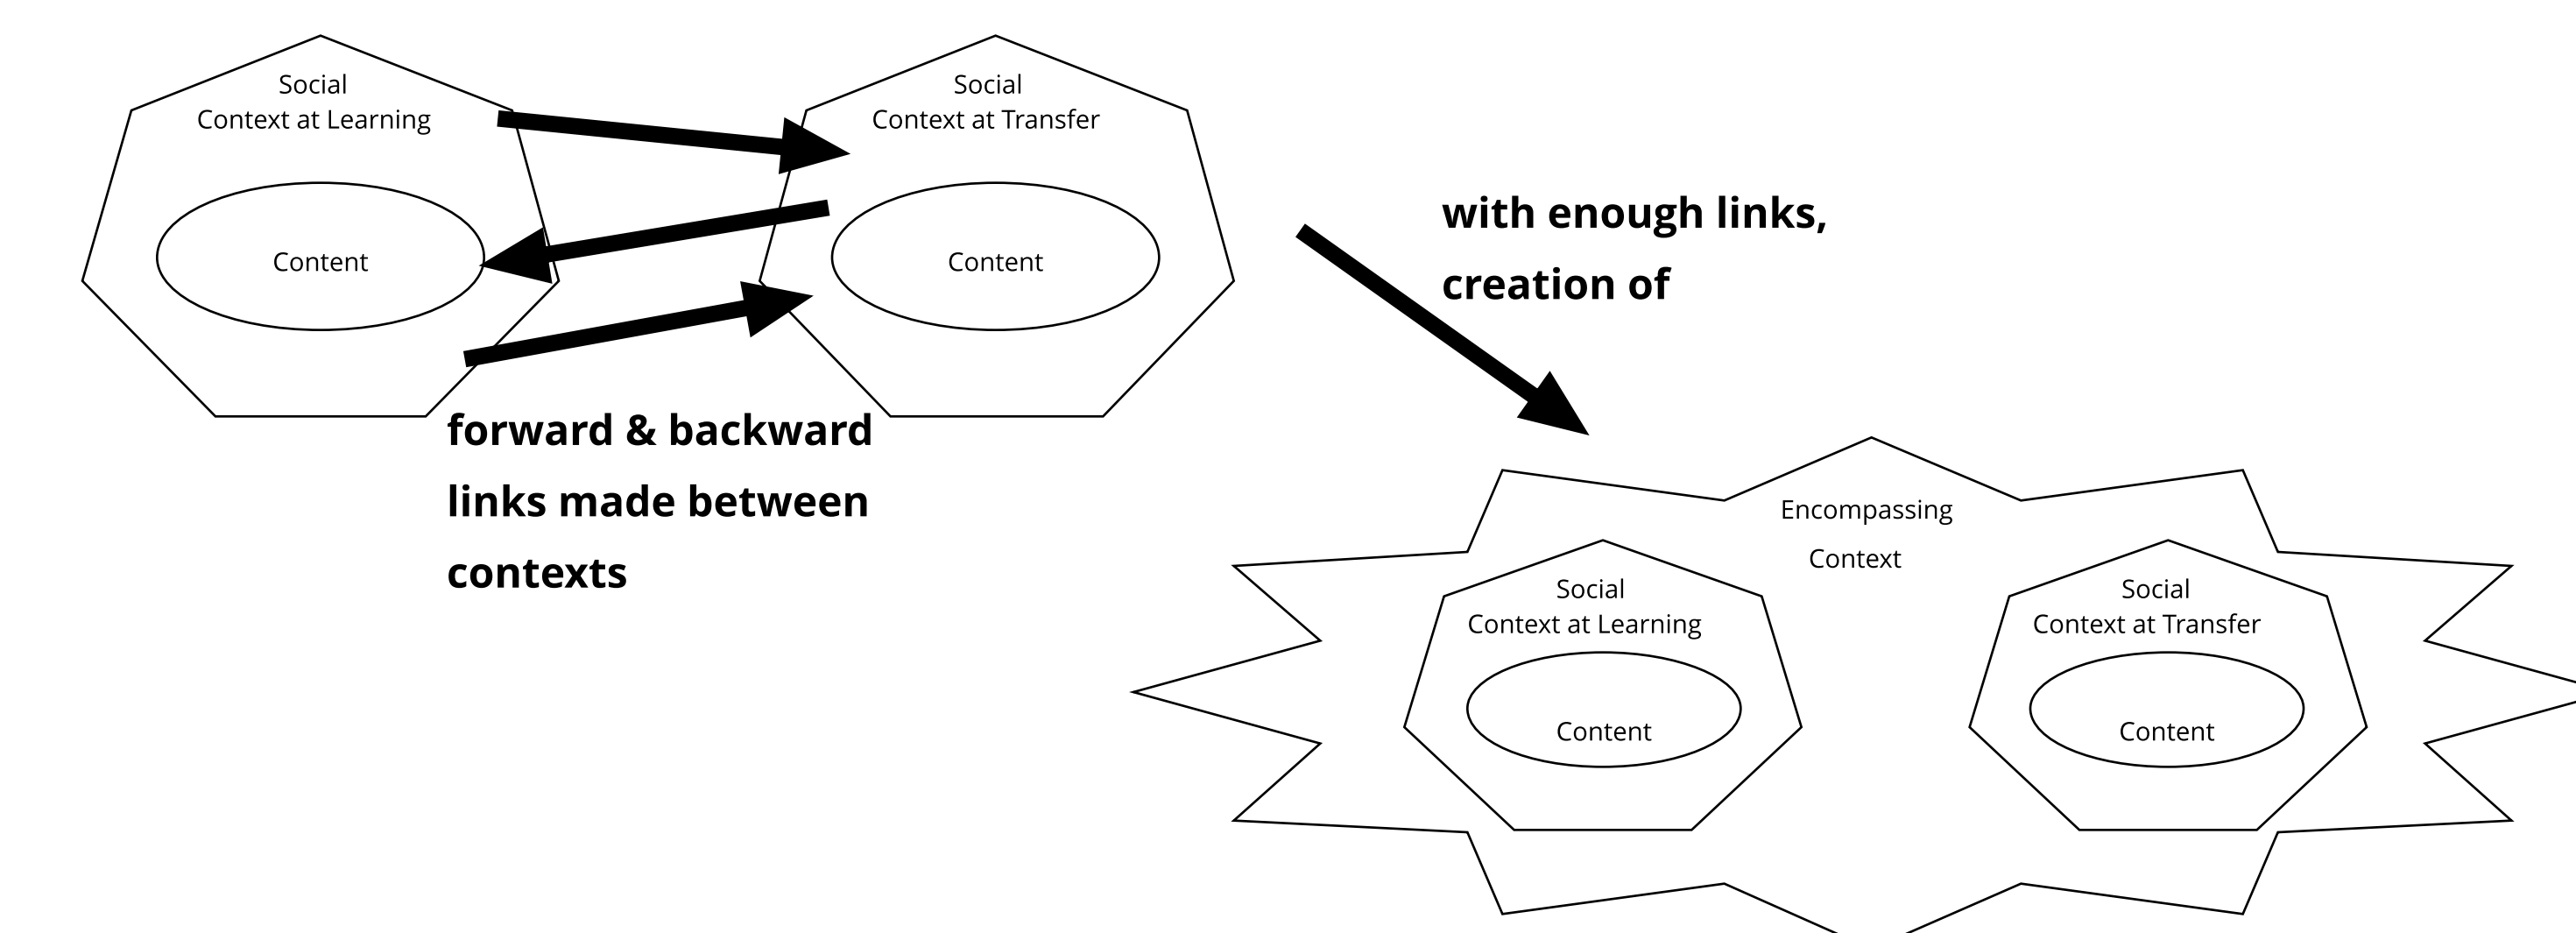 Social
Context at Learning
Content
Social
Context at Transfer
Content
forward & backward
links made between
contexts
with enough links,
creation of
Encompassing
Context
Social
Context at Learning
Content
Social
Context at Transfer
Content